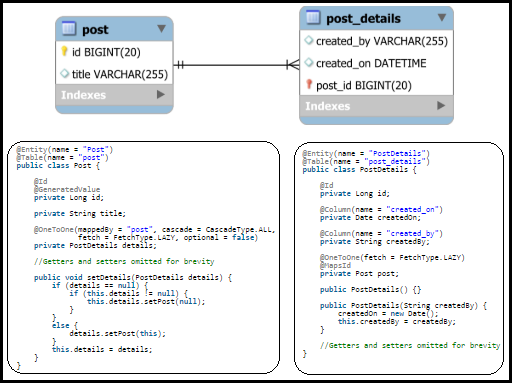 post
id BIGINT(20)
title VARCHAR(255)
Indexes
post_details
created_by VARCHAR(255)
created_on DATETIME
post_id BIGINT(20)
Indexes
@Entity(name = "Post")
@Table(name = "post")
public class Post {
@Id
@GeneratedValue
private Long id;
private String title;
@OneToOne(mappedBy = "post", cascade = CascadeType.ALL,
fetch = FetchType.LAZY, optional = false)
private PostDetails details;
//Getters and setters omitted for brevity
public void setDetails(PostDetails details) {
if (details == null) {
if (this.details != null) {
this.details.setPost(null);
}
}
else {
details.setPost(this);
}
this.details = details;
}
}
@Entity(name = "PostDetails")
@Table(name = "post_details")
public class PostDetails {
@Id
private Long id;
@Column(name = "created_on")
private Date createdOn;
@Column(name = "created_by")
private String createdBy;
@OneToOne(fetch = FetchType.LAZY)
@MapsId
private Post post;
public PostDetails() {}
public PostDetails(String createdBy) {
createdOn = new Date();
this.createdBy = createdBy;
}
//Getters and setters omitted for brevity
}